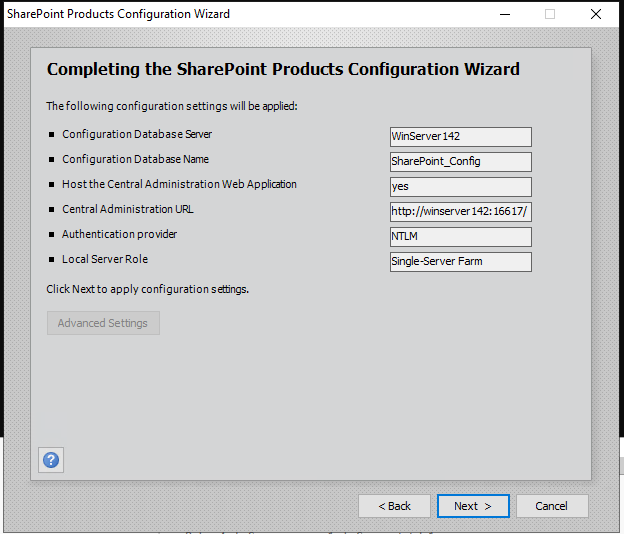 SharePoint Products Configuration Wizard
Completing the SharePoint Products Configuration Wizard
The following configuration settings will be applied:
Configuration Database Server WinServer142
Configuration Database Name SharePoint_Config
Host the Central Administration Web Application yes
Central Administration URL http://winserver142:16617/
Authentication provider NTLM
Local Server Role Single-Server Farm
Click Next to apply configuration settings.
Advanced Settings
?
< Back Next > Cancel